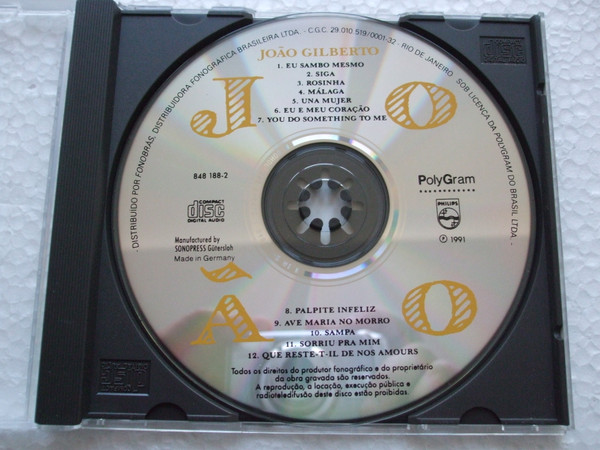 · DISTRIBUIDO POR FONOBRÁS, DISTRIBUIDORA FONOGRÁFICA BRASILEIRA LTDA. - C.G.C. 29.010.519/0001-32 - RIO DE JANEIRO - SOB LICENÇA DA POLYGRAM DO BRASIL LTDA. ·
JOÃO GILBERTO
1. EU SAMBO MESMO
2. SIGA
3. ROSINHA
4. MÁLAGA
5. UNA MUJER
6. EU E MEU CORAÇÃO
7. YOU DO SOMETHING TO ME
J O
848 188-2
PolyGram
COMPACT
disc
DIGITAL AUDIO
PHILIPS
Ⓟ 1991
Manufactured by
SONOPRESS Gütersloh
Made in Germany
Ã O
8. PALPITE INFELIZ
9. AVE MARIA NO MORRO
10. SAMPA
11. SORRIU PRA MIM
12. QUE RESTE-T-IL DE NOS AMOURS
Todos os direitos do produtor fonográfico e do proprietário
da obra gravada são reservados.
A reprodução, a locação, execução pública e
radioteledifusão deste disco estão proibidas.